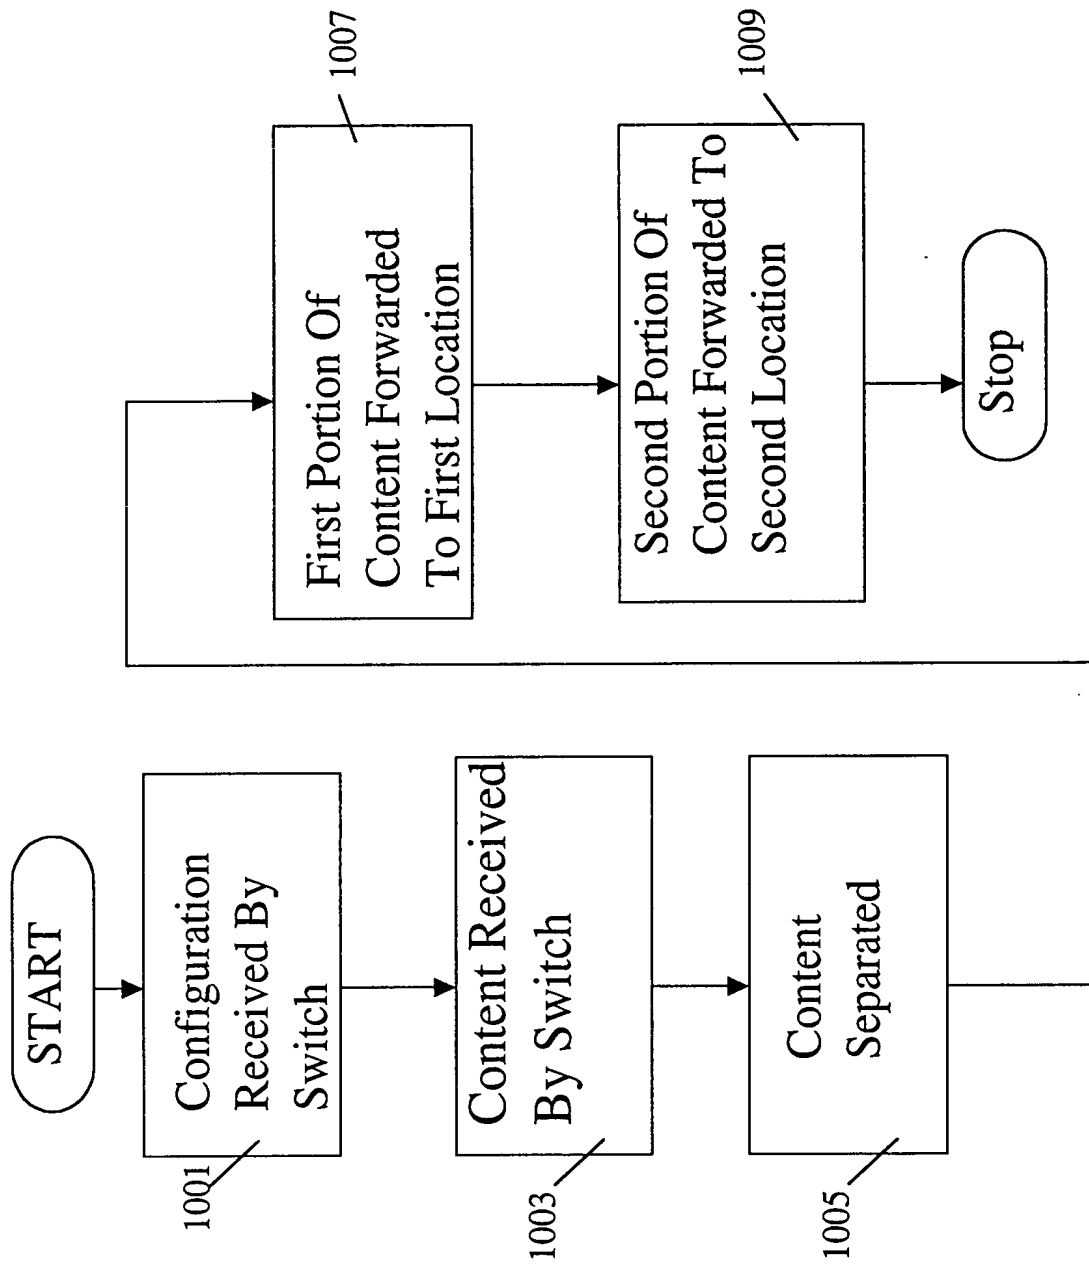 START
Configuration
Received By
Switch
1001
Content Received
By Switch
1003
Content
Separated
1005
First Portion Of
Content Forwarded
To First Location
1007
Second Portion Of
Content Forwarded To
Second Location
1009
Stop